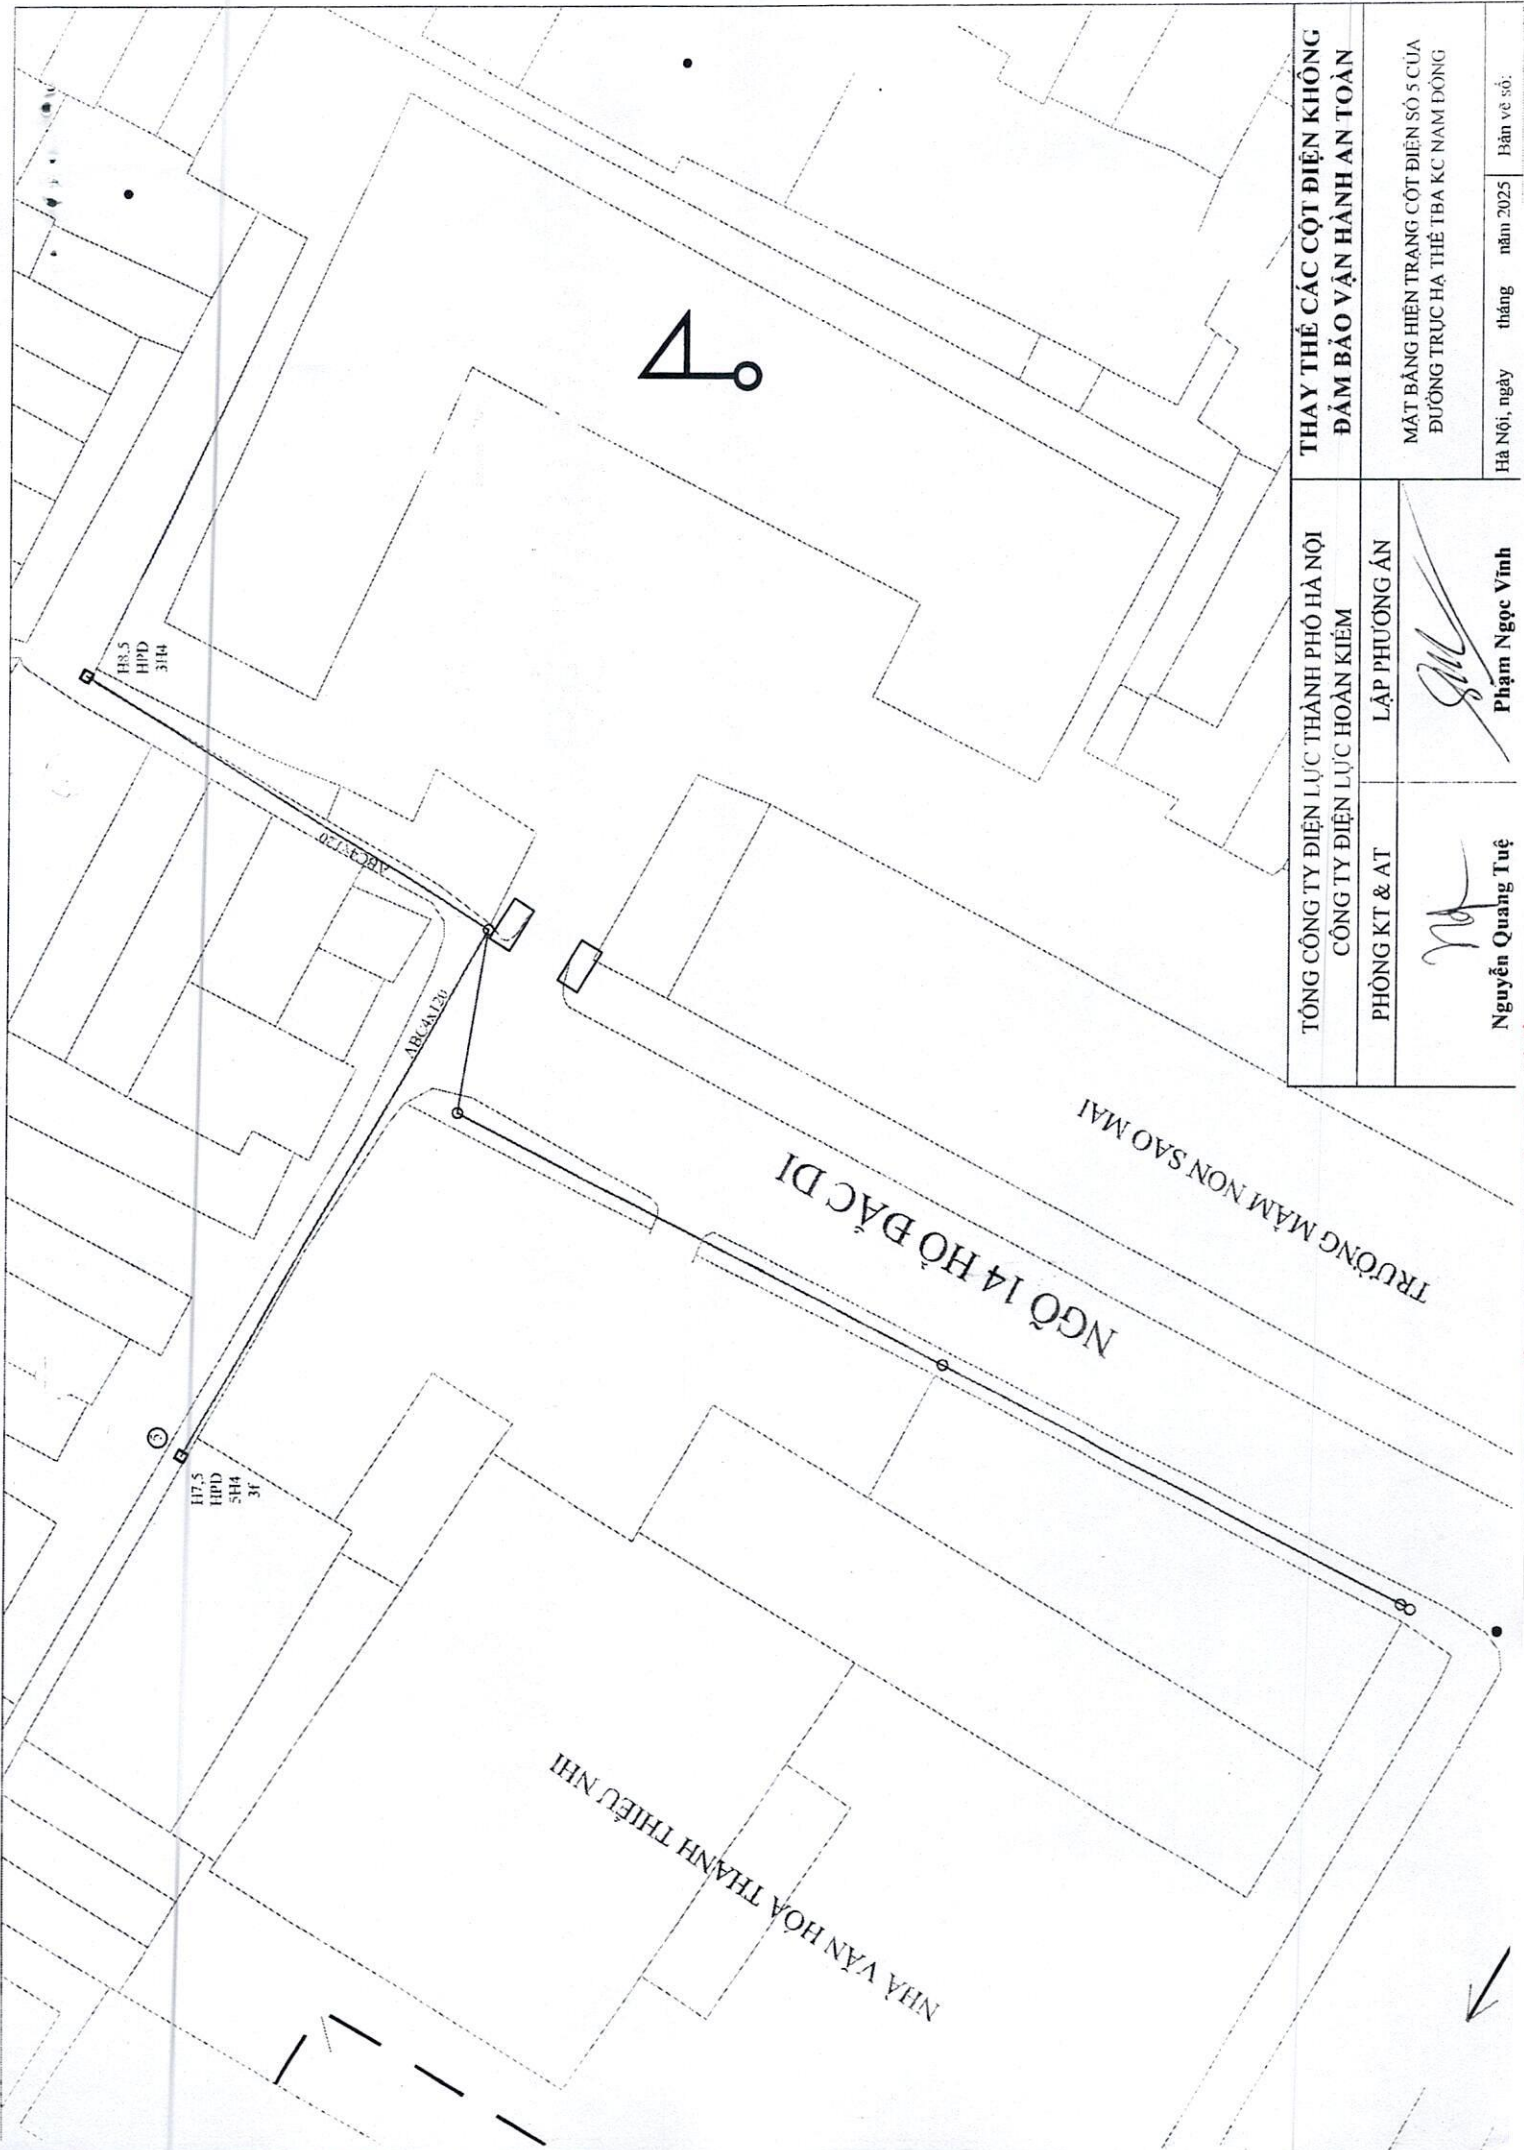 H8,5
HPD
3H4
ABC4x120
ABC4x120
5
H7,5
HPD
5H4
3f
NGÕ 14 HỒ ĐẮC DI
TRƯỜNG MẦM NON SAO MAI
NHÀ VĂN HÓA THANH THIẾU NHI
TỔNG CÔNG TY ĐIỆN LỰC THÀNH PHỐ HÀ NỘI
CÔNG TY ĐIỆN LỰC HOÀN KIẾM
THAY THẾ CÁC CỘT ĐIỆN KHÔNG
ĐẢM BẢO VẬN HÀNH AN TOÀN
PHÒNG KT & AT
LẬP PHƯƠNG ÁN
MẶT BẰNG HIỆN TRẠNG CỘT ĐIỆN SỐ 5 CỦA
ĐƯỜNG TRỤC HẠ THẾ TBA KC NAM ĐỒNG
Nguyễn Quang Tuệ
Phạm Ngọc Vĩnh
Hà Nội, ngày tháng năm 2025
Bản vẽ số: